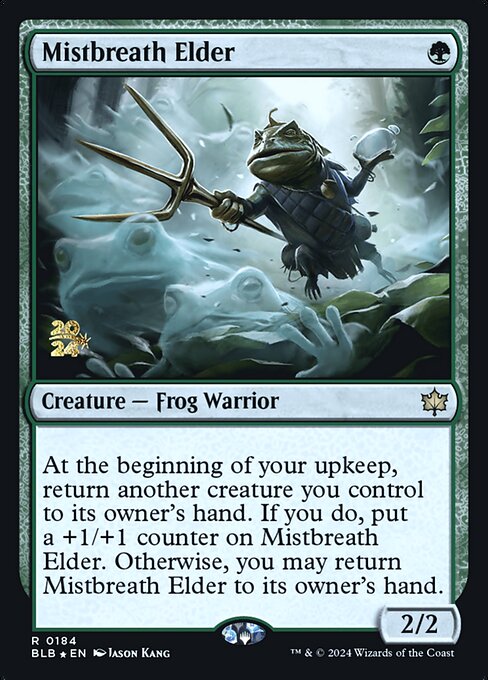 Mistbreath Elder
2024
Creature — Frog Warrior
At the beginning of your upkeep,
return another creature you control
to its owner's hand. If you do, put
a +1/+1 counter on Mistbreath
Elder. Otherwise, you may return
Mistbreath Elder to its owner's hand.
2/2
R 0184
BLB ★ EN Jason Kang
™ & © 2024 Wizards of the Coast